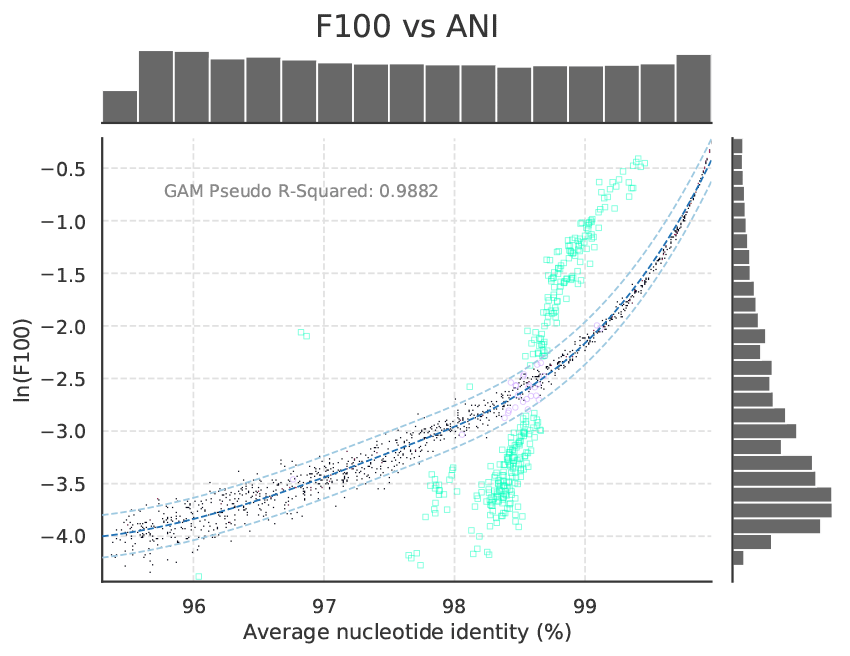 F100 vs ANI
GAM Pseudo R-Squared: 0.9882
−0.5
−1.0
−1.5
−2.0
−2.5
−3.0
−3.5
−4.0
ln(F100)
96 97 98 99
Average nucleotide identity (%)